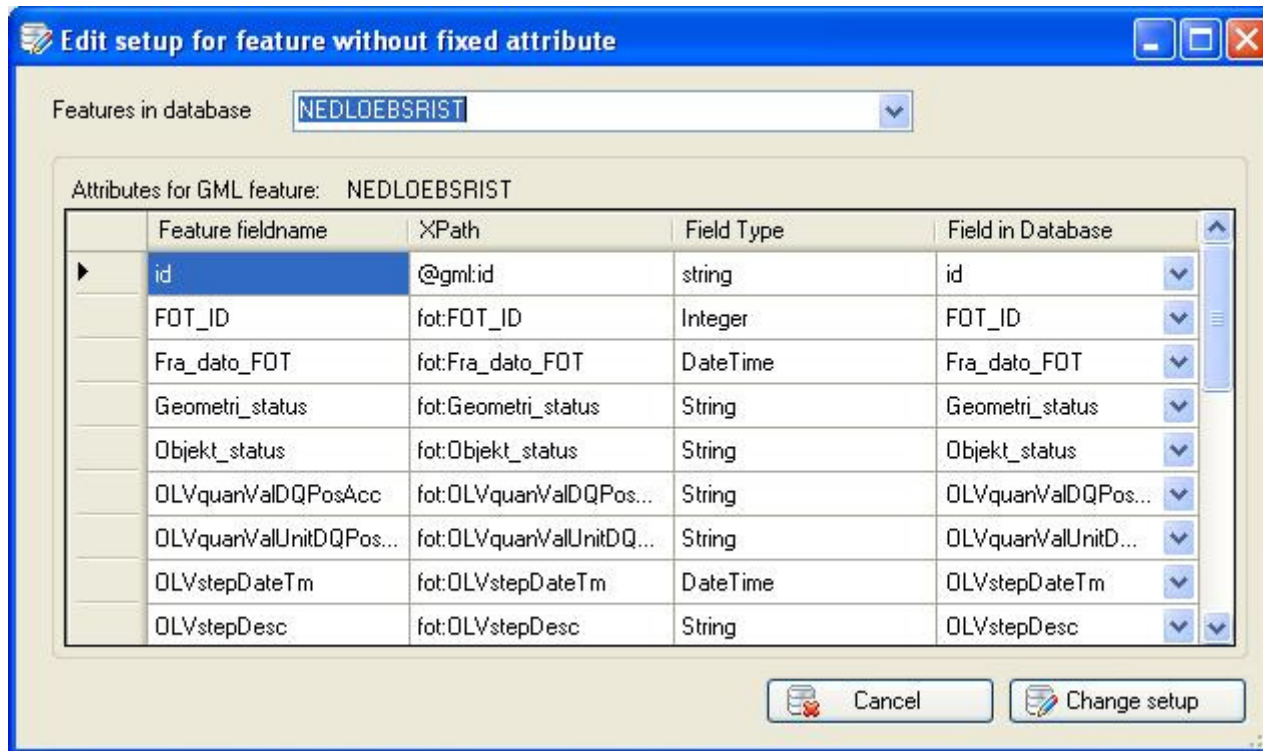 Edit setup for feature without fixed attribute
Features in database NEDLOEBSRIST
Attributes for GML feature: NEDLOEBSRIST
Feature fieldname XPath Field Type Field in Database
id @gml:id string id
FOT_ID fot:FOT_ID Integer FOT_ID
Fra_dato_FOT fot:Fra_dato_FOT DateTime Fra_dato_FOT
Geometri_status fot:Geometri_status String Geometri_status
Objekt_status fot:Objekt_status String Objekt_status
OLVquanValDQPosAcc fot:OLVquanValDQPos... String OLVquanValDQPos...
OLVquanValUnitDQPos... fot:OLVquanValUnitDQ... String OLVquanValUnitD...
OLVstepDateTm fot:OLVstepDateTm DateTime OLVstepDateTm
OLVstepDesc fot:OLVstepDesc String OLVstepDesc
Cancel Change setup